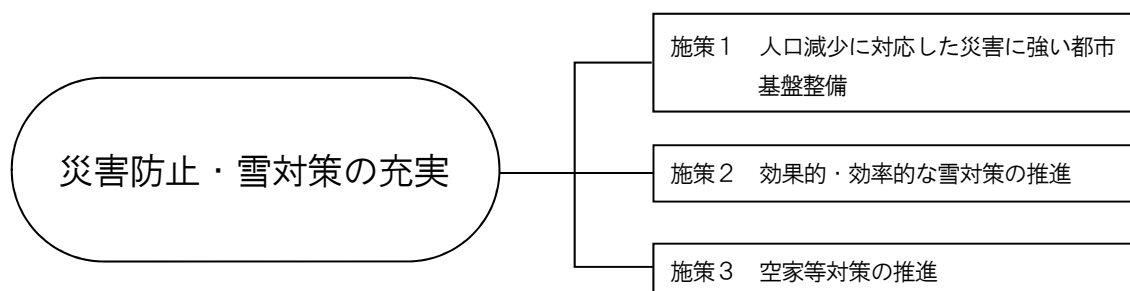 災害防止・雪対策の充実
施策１　人口減少に対応した災害に強い都市
基盤整備
施策２　効果的・効率的な雪対策の推進
施策３　空家等対策の推進